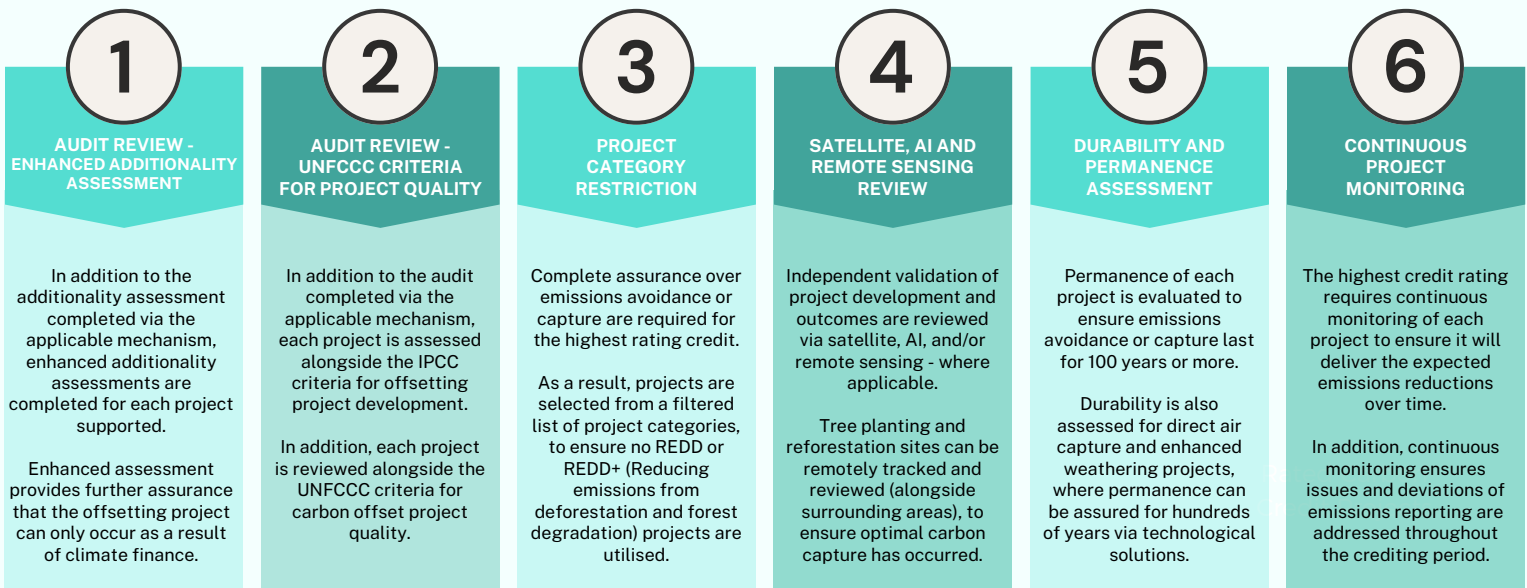 1
AUDIT REVIEW -
ENHANCED ADDITIONALITY
ASSESSMENT
In addition to the
additionality assessment
completed via the
applicable mechanism,
enhanced additionality
assessments are
completed for each project
supported.
Enhanced assessment
provides further assurance
that the offsetting project
can only occur as a result
of climate finance.
2
AUDIT REVIEW -
UNFCCC CRITERIA
FOR PROJECT QUALITY
In addition to the audit
completed via the
applicable mechanism,
each project is assessed
alongside the IPCC
criteria for offsetting
project development.
In addition, each project
is reviewed alongside the
UNFCCC criteria for
carbon offset project
quality.
3
PROJECT
CATEGORY
RESTRICTION
Complete assurance over
emissions avoidance or
capture are required for
the highest rating credit.
As a result, projects are
selected from a filtered
list of project categories,
to ensure no REDD or
REDD+ (Reducing
emissions from
deforestation and forest
degradation) projects are
utilised.
4
SATELLITE, AI AND
REMOTE SENSING
REVIEW
Independent validation of
project development and
outcomes are reviewed
via satellite, AI, and/or
remote sensing - where
applicable.
Tree planting and
reforestation sites can be
remotely tracked and
reviewed (alongside
surrounding areas), to
ensure optimal carbon
capture has occurred.
5
DURABILITY AND
PERMANENCE
ASSESSMENT
Permanence of each
project is evaluated to
ensure emissions
avoidance or capture last
for 100 years or more.
Durability is also
assessed for direct air
capture and enhanced
weathering projects,
where permanence can
be assured for hundreds
of years via technological
solutions.
6
CONTINUOUS
PROJECT
MONITORING
The highest credit rating
requires continuous
monitoring of each
project to ensure it will
deliver the expected
emissions reductions
over time.
In addition, continuous
monitoring ensures
issues and deviations of
emissions reporting are
addressed throughout
the crediting period.